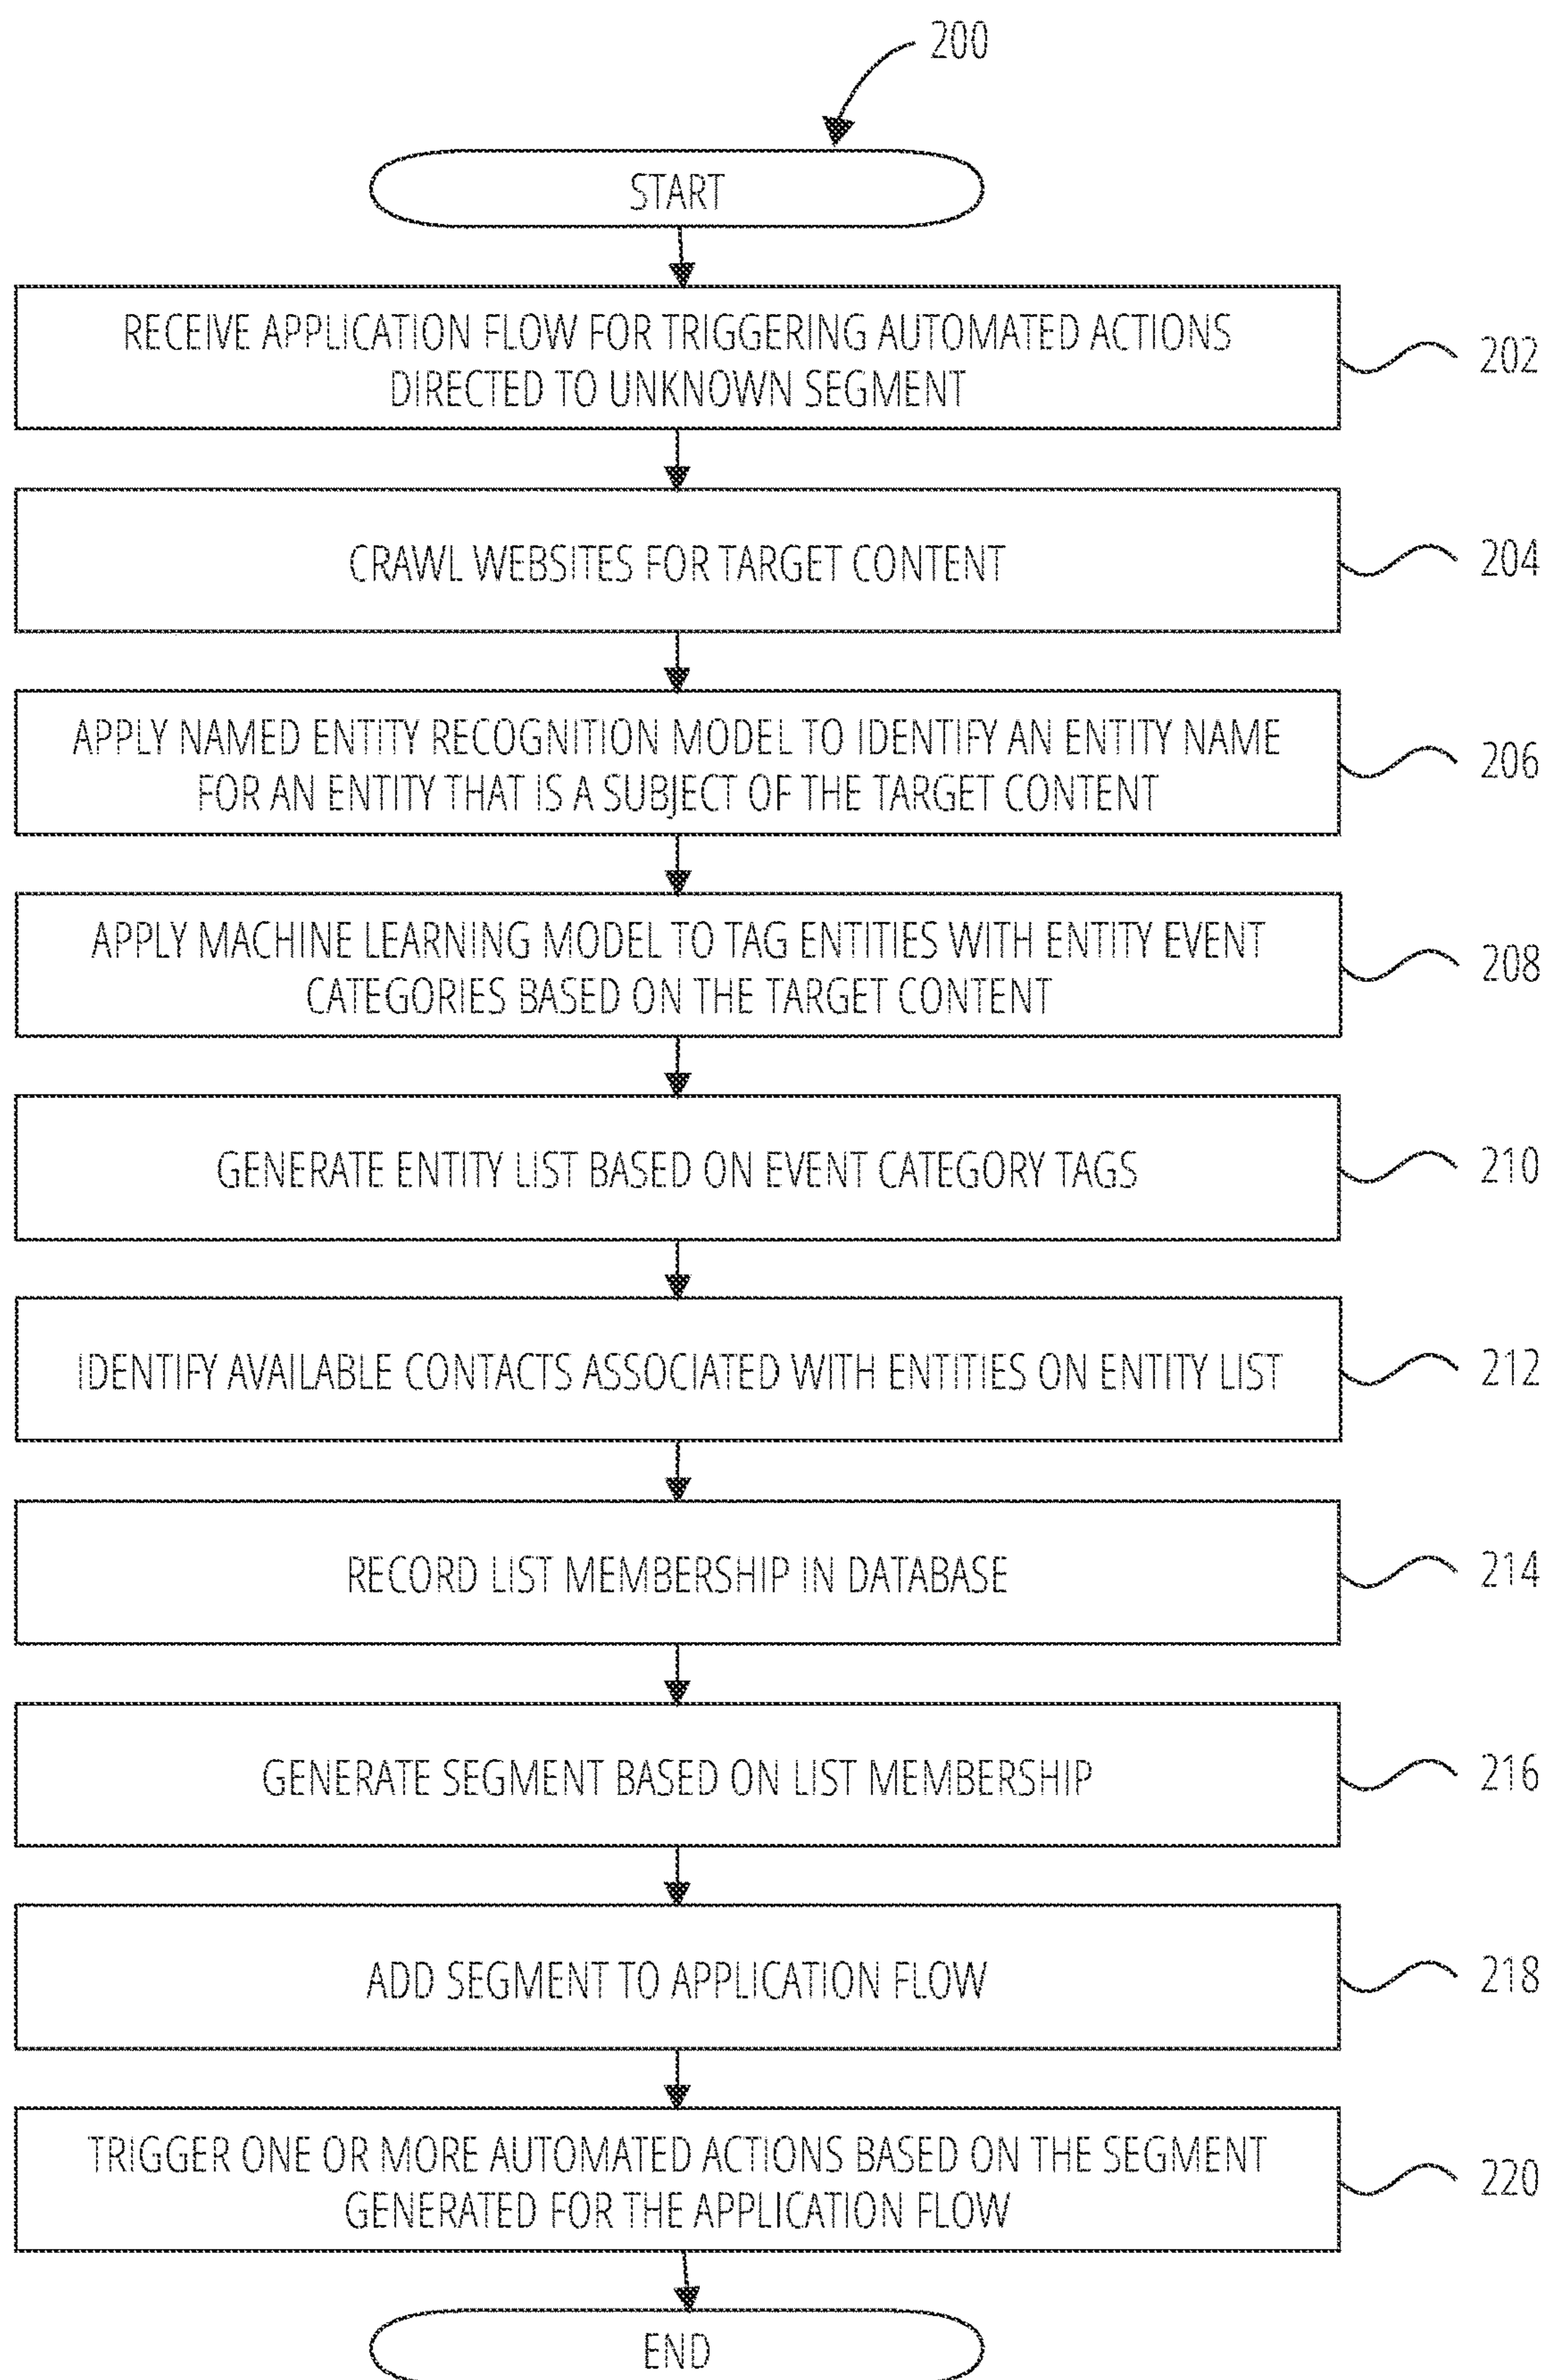 200
START
RECEIVE APPLICATION FLOW FOR TRIGGERING AUTOMATED ACTIONS
DIRECTED TO UNKNOWN SEGMENT
202
CRAWL WEBSITES FOR TARGET CONTENT
204
APPLY NAMED ENTITY RECOGNITION MODEL TO IDENTIFY AN ENTITY NAME
FOR AN ENTITY THAT IS A SUBJECT OF THE TARGET CONTENT
206
APPLY MACHINE LEARNING MODEL TO TAG ENTITIES WITH ENTITY EVENT
CATEGORIES BASED ON THE TARGET CONTENT
208
GENERATE ENTITY LIST BASED ON EVENT CATEGORY TAGS
210
IDENTIFY AVAILABLE CONTACTS ASSOCIATED WITH ENTITIES ON ENTITY LIST
212
RECORD LIST MEMBERSHIP IN DATABASE
214
GENERATE SEGMENT BASED ON LIST MEMBERSHIP
216
ADD SEGMENT TO APPLICATION FLOW
218
TRIGGER ONE OR MORE AUTOMATED ACTIONS BASED ON THE SEGMENT
GENERATED FOR THE APPLICATION FLOW
220
END